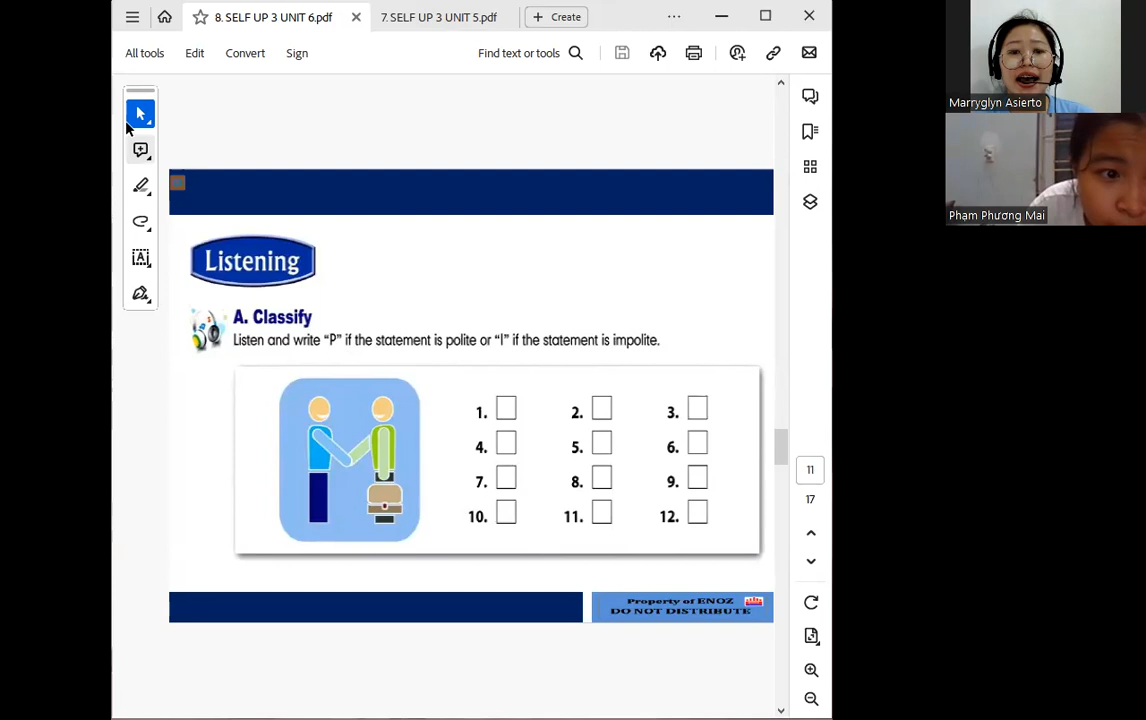 8. SELF UP 3 UNIT 6.pdf
7. SELF UP 3 UNIT 5.pdf
Create
All tools
Edit
Convert
Sign
Find text or tools
Marryglyn Asierto
Phạm Phương Mai
Listening
A. Classify
Listen and write “P” if the statement is polite or “I” if the statement is impolite.
1. 2. 3.
4. 5. 6.
7. 8. 9.
10. 11. 12.
11
17
Property of ENOZ
DO NOT DISTRIBUTE